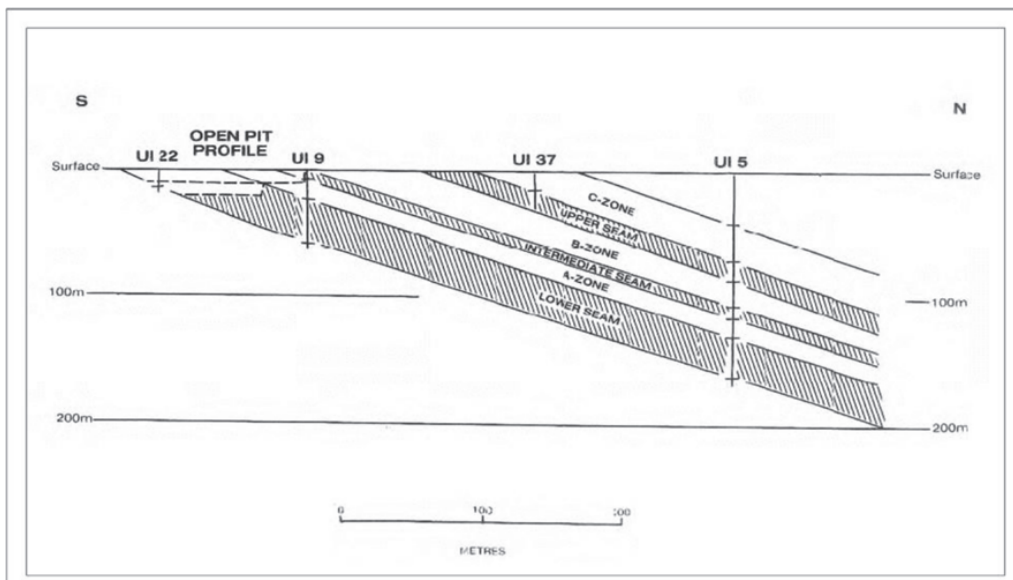 S
N
OPEN PIT
PROFILE
UI 22
UI 9
UI 37
UI 5
Surface
Surface
C-ZONE
UPPER SEAM
B-ZONE
INTERMEDIATE SEAM
A-ZONE
LOWER SEAM
100m
100m
200m
200m
0 100
METRES